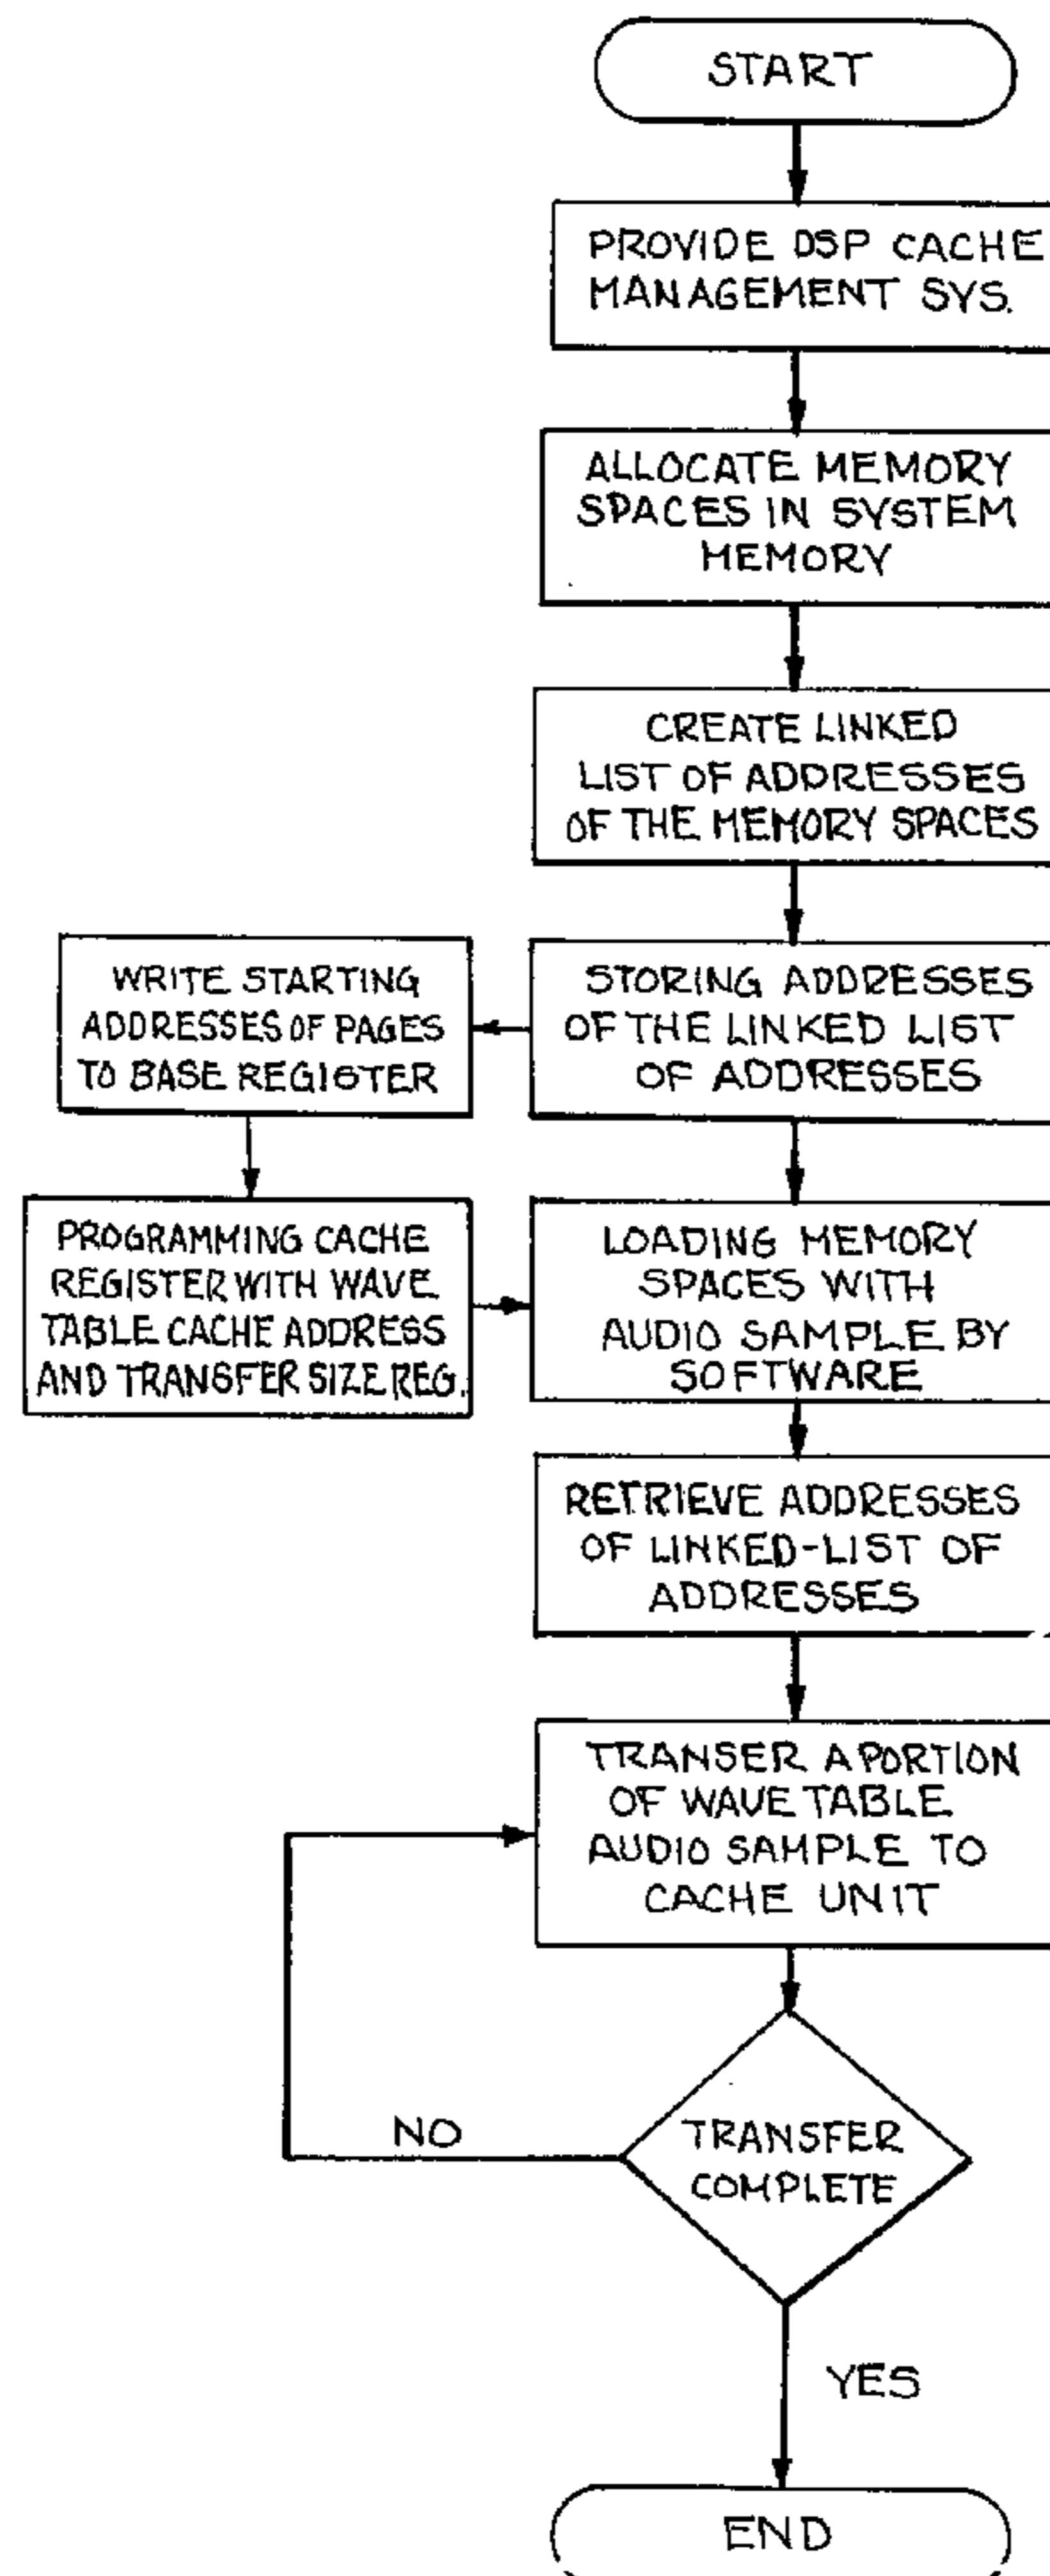 START
PROVIDE DSP CACHE
MANAGEMENT SYS.
ALLOCATE MEMORY
SPACES IN SYSTEM
MEMORY
CREATE LINKED
LIST OF ADDRESSES
OF THE MEMORY SPACES
STORING ADDRESSES
OF THE LINKED LIST
OF ADDRESSES
WRITE STARTING
ADDRESSES OF PAGES
TO BASE REGISTER
PROGRAMMING CACHE
REGISTER WITH WAVE
TABLE CACHE ADDRESS
AND TRANSFER SIZE REG.
LOADING MEMORY
SPACES WITH
AUDIO SAMPLE BY
SOFTWARE
RETRIEVE ADDRESSES
OF LINKED-LIST OF
ADDRESSES
TRANSER A PORTION
OF WAVE TABLE
AUDIO SAMPLE TO
CACHE UNIT
TRANSFER
COMPLETE
NO
YES
END